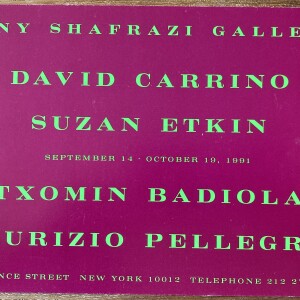 NY SHAFRAZI GALLE
DAVID CARRINO
SUZAN ETKIN
SEPTEMBER 14 · OCTOBER 19, 1991
TXOMIN BADIOLA
URIZIO PELLEGR
NCE STREET NEW YORK 10012 TELEPHONE 212 2